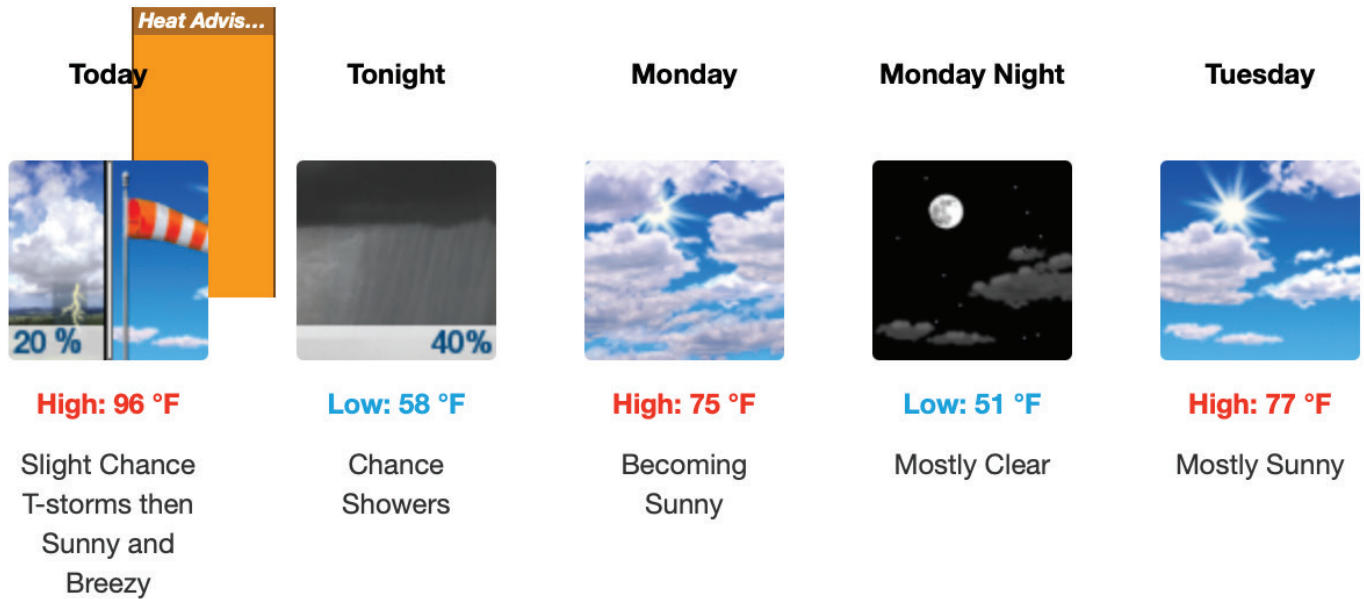 Heat Advis...
Today
Tonight
Monday
Monday Night
Tuesday
20 %
40%
High: 96 °F
Low: 58 °F
High: 75 °F
Low: 51 °F
High: 77 °F
Slight Chance
T-storms then
Sunny and
Breezy
Chance
Showers
Becoming
Sunny
Mostly Clear
Mostly Sunny